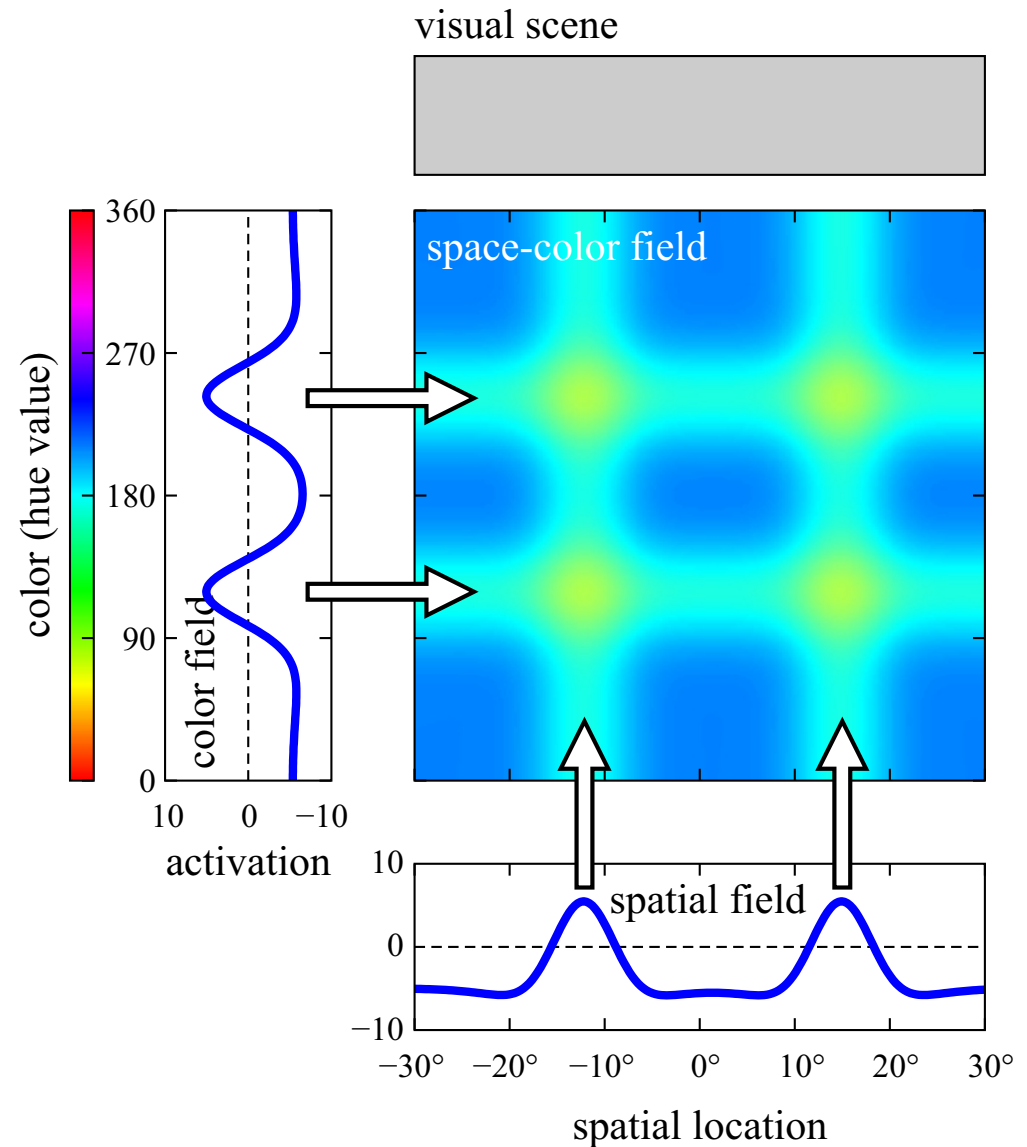 visual scene
space-color field
360
270
180
90
0
color (hue value)
color field
10 0 −10
activation
spatial field
10
0
−10
−30° −20° −10° 0° 10° 20° 30°
spatial location